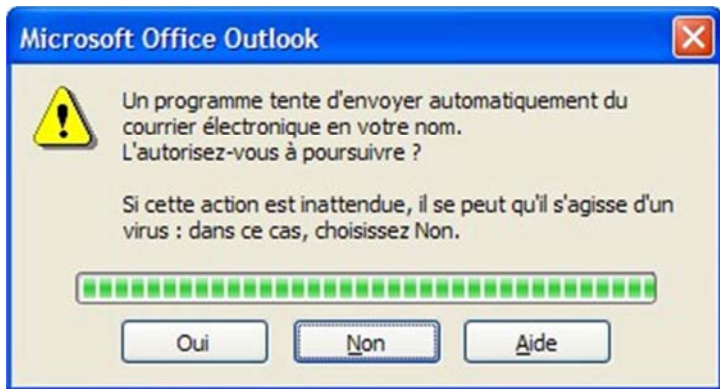 Microsoft Office Outlook
Un programme tente d'envoyer automatiquement du
courrier électronique en votre nom.
L'autorisez-vous à poursuivre ?
Si cette action est inattendue, il se peut qu'il s'agisse d'un
virus : dans ce cas, choisissez Non.
Oui Non Aide